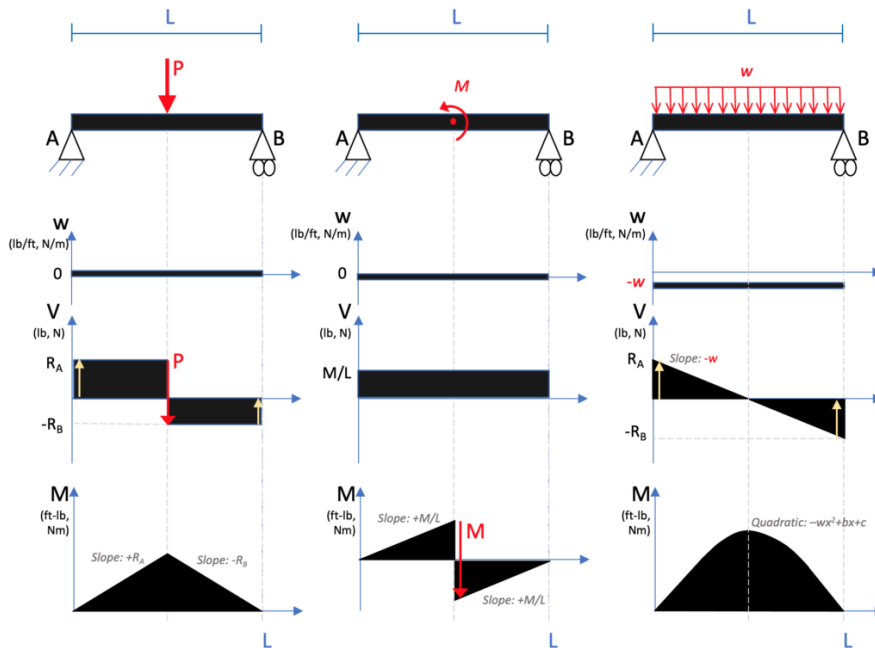 L
L
L
P
M
w
A
B
A
B
A
B
w
(lb/ft, N/m)
0
w
(lb/ft, N/m)
0
w
(lb/ft, N/m)
-w
V
(lb, N)
R_A
P
-R_B
V
(lb, N)
M/L
V
(lb, N)
R_A
Slope: -w
-R_B
M
(ft-lb,
Nm)
Slope: +R_A
Slope: -R_B
L
M
(ft-lb,
Nm)
Slope: +M/L
M
Slope: +M/L
L
M
(ft-lb,
Nm)
Quadratic: –wx²+bx+c
L